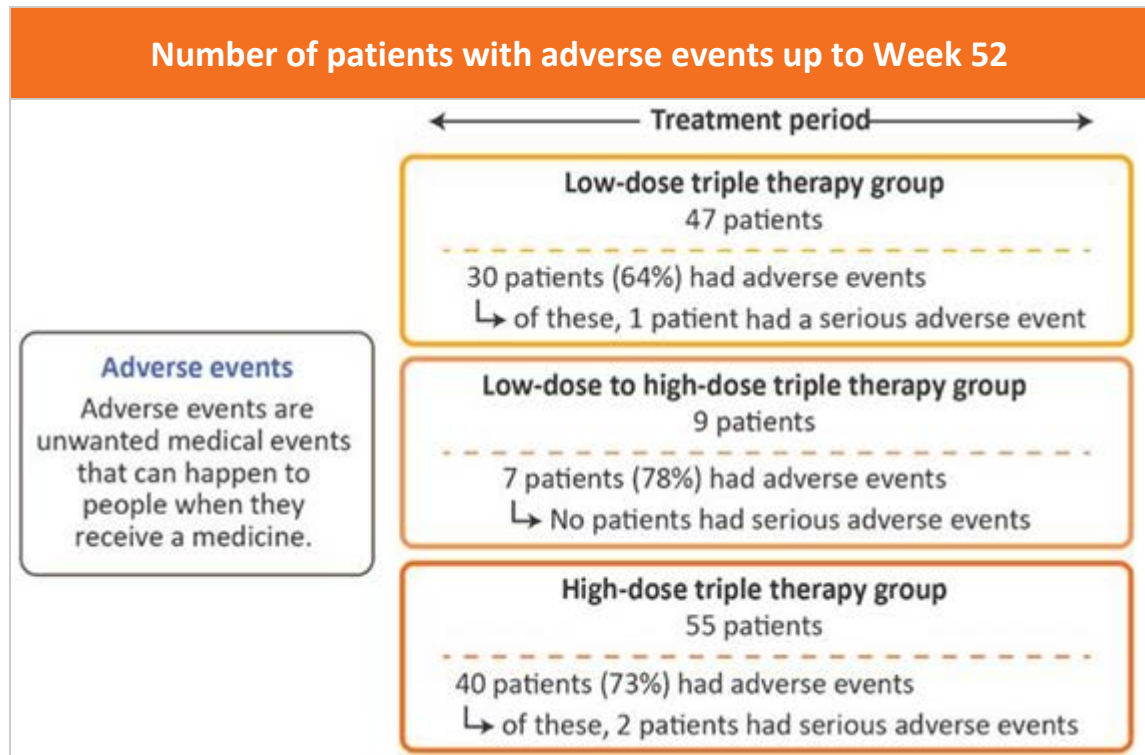 Number of patients with adverse events up to Week 52
Treatment period
Low-dose triple therapy group
47 patients
30 patients (64%) had adverse events
of these, 1 patient had a serious adverse event
Adverse events
Adverse events are
unwanted medical events
that can happen to
people when they
receive a medicine.
Low-dose to high-dose triple therapy group
9 patients
7 patients (78%) had adverse events
No patients had serious adverse events
High-dose triple therapy group
55 patients
40 patients (73%) had adverse events
of these, 2 patients had serious adverse events